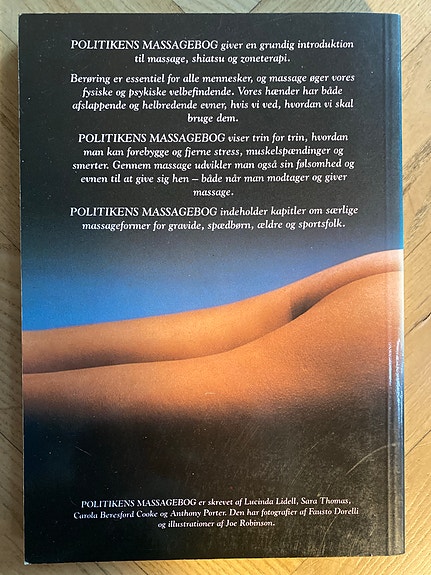 POLITIKENS MASSAGEBOG giver en grundig introduktion
til massage, shiatsu og zoneterapi.
Berøring er essentiel for alle mennesker, og massage øger vores
fysiske og psykiske velbefindende. Vores hænder har både
afslappende og helbredende evner, hvis vi ved, hvordan vi skal
bruge dem.
POLITIKENS MASSAGEBOG viser trin for trin, hvordan
man kan forebygge og fjerne stress, muskelspændinger og
smerter. Gennem massage udvikler man også sin følsomhed og
evnen til at give sig hen – både når man modtager og giver
massage.
POLITIKENS MASSAGEBOG indeholder kapitler om særlige
massageformer for gravide, spædbørn, ældre og sportsfolk.
POLITIKENS MASSAGEBOG er skrevet af Lucinda Lidell, Sara Thomas,
Carola Beresford Cooke og Anthony Porter. Den har fotografier af Fausto Dorelli
og illustrationer af Joe Robinson.